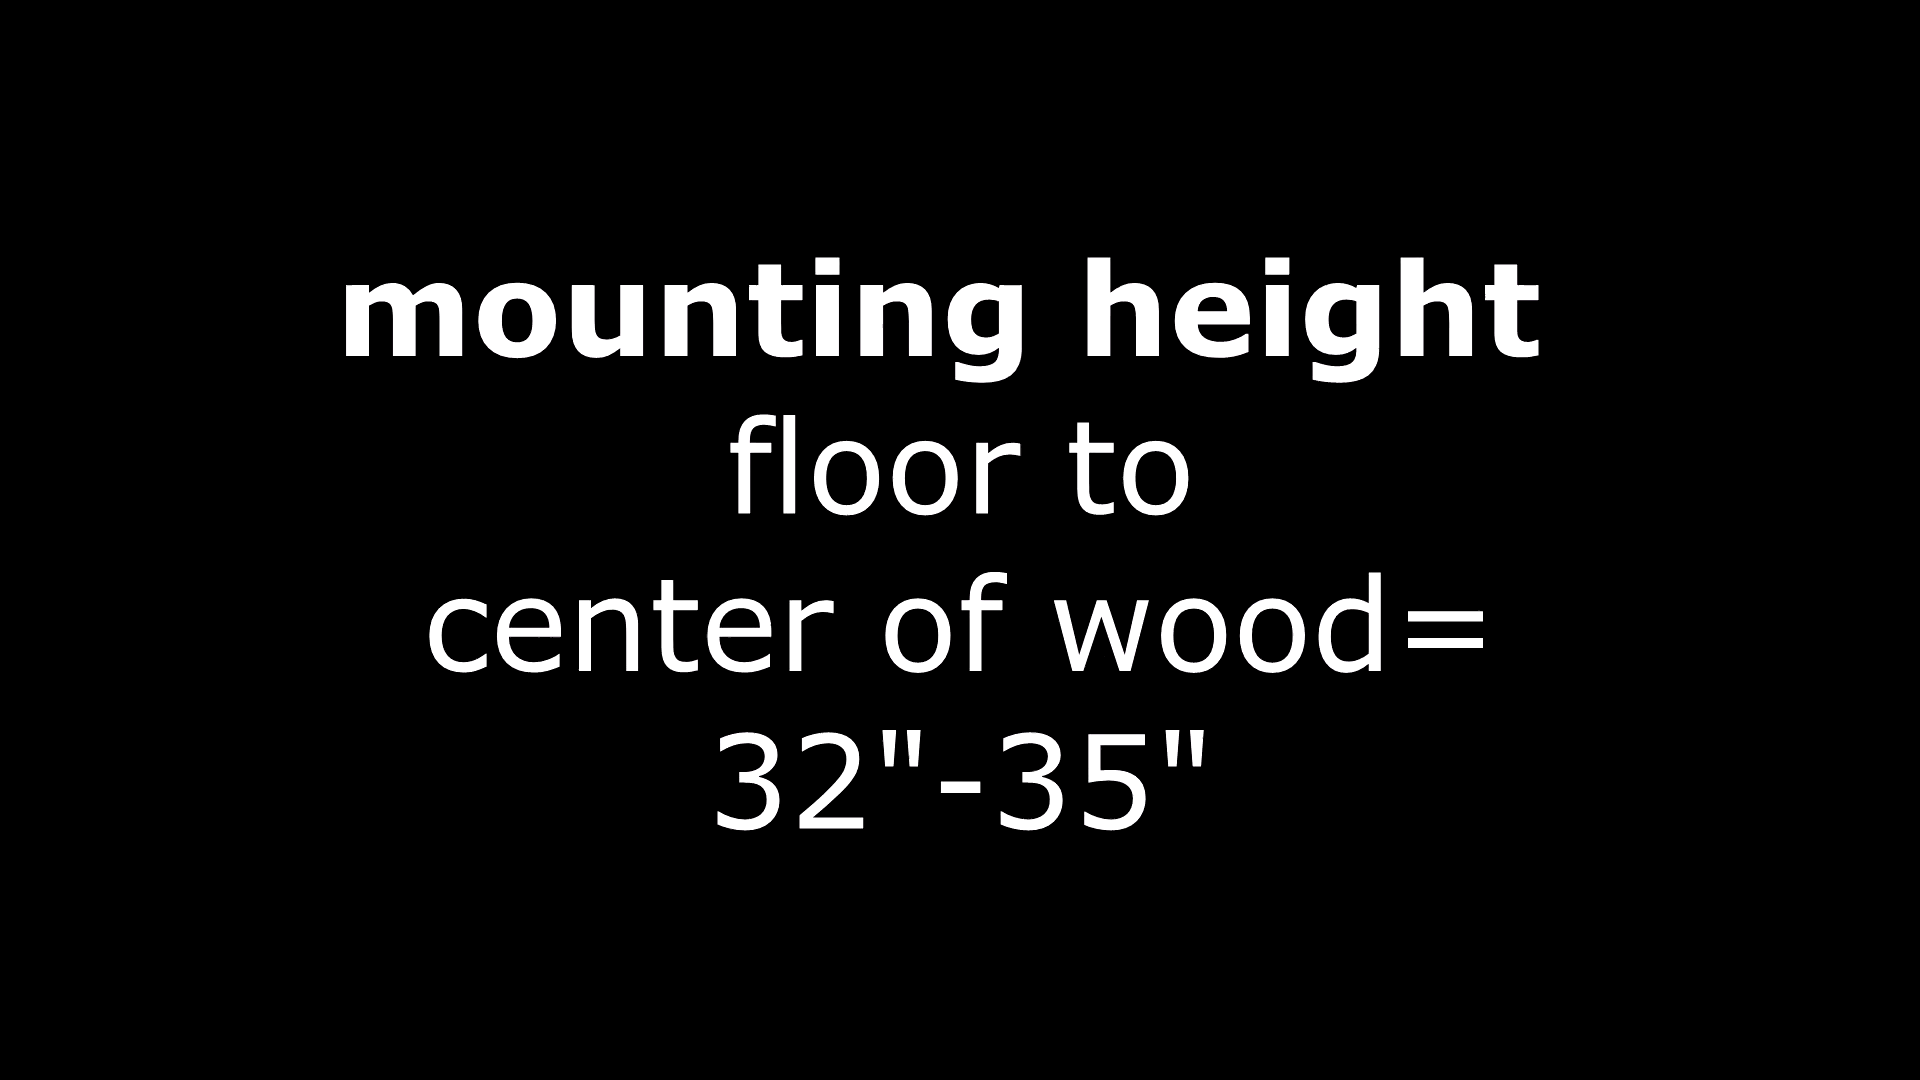 mounting height
floor to
center of wood=
32"-35"